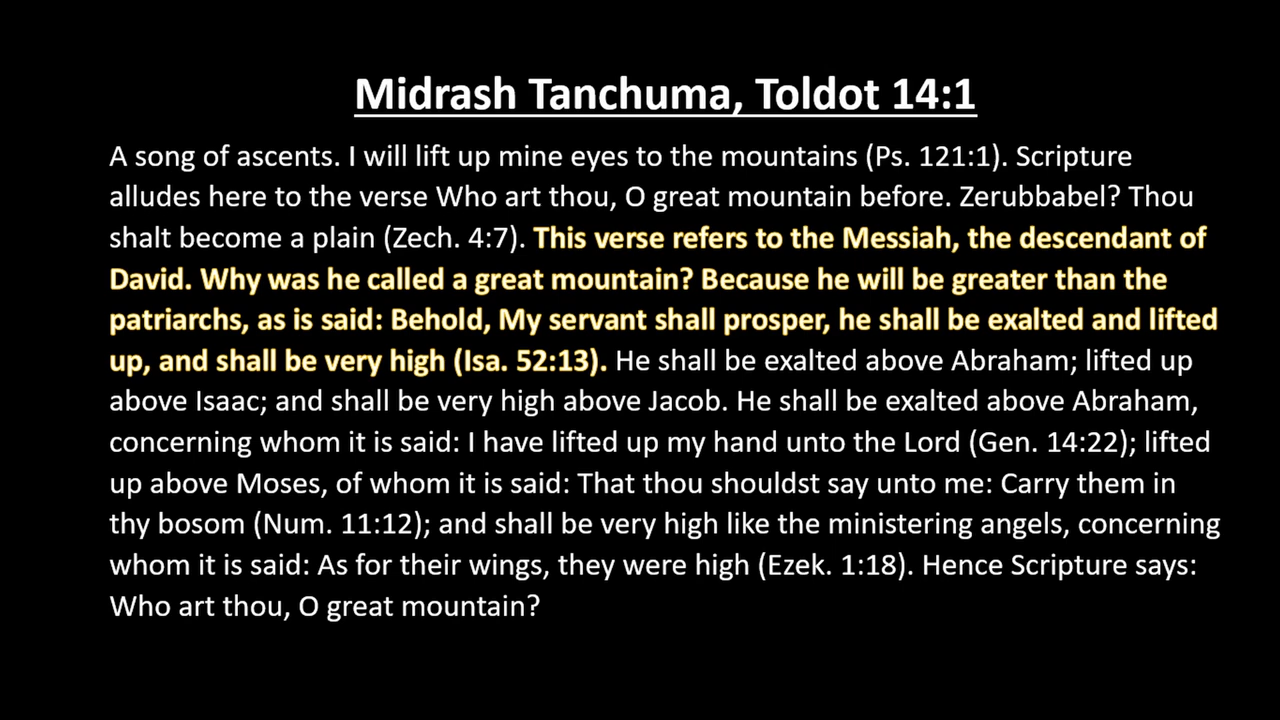 Midrash Tanchuma, Toldot 14:1
A song of ascents. I will lift up mine eyes to the mountains (Ps. 121:1). Scripture
alludes here to the verse Who art thou, O great mountain before. Zerubbabel? Thou
shalt become a plain (Zech. 4:7). This verse refers to the Messiah, the descendant of
David. Why was he called a great mountain? Because he will be greater than the
patriarchs, as is said: Behold, My servant shall prosper, he shall be exalted and lifted
up, and shall be very high (Isa. 52:13). He shall be exalted above Abraham; lifted up
above Isaac; and shall be very high above Jacob. He shall be exalted above Abraham,
concerning whom it is said: I have lifted up my hand unto the Lord (Gen. 14:22); lifted
up above Moses, of whom it is said: That thou shouldst say unto me: Carry them in
thy bosom (Num. 11:12); and shall be very high like the ministering angels, concerning
whom it is said: As for their wings, they were high (Ezek. 1:18). Hence Scripture says:
Who art thou, O great mountain?